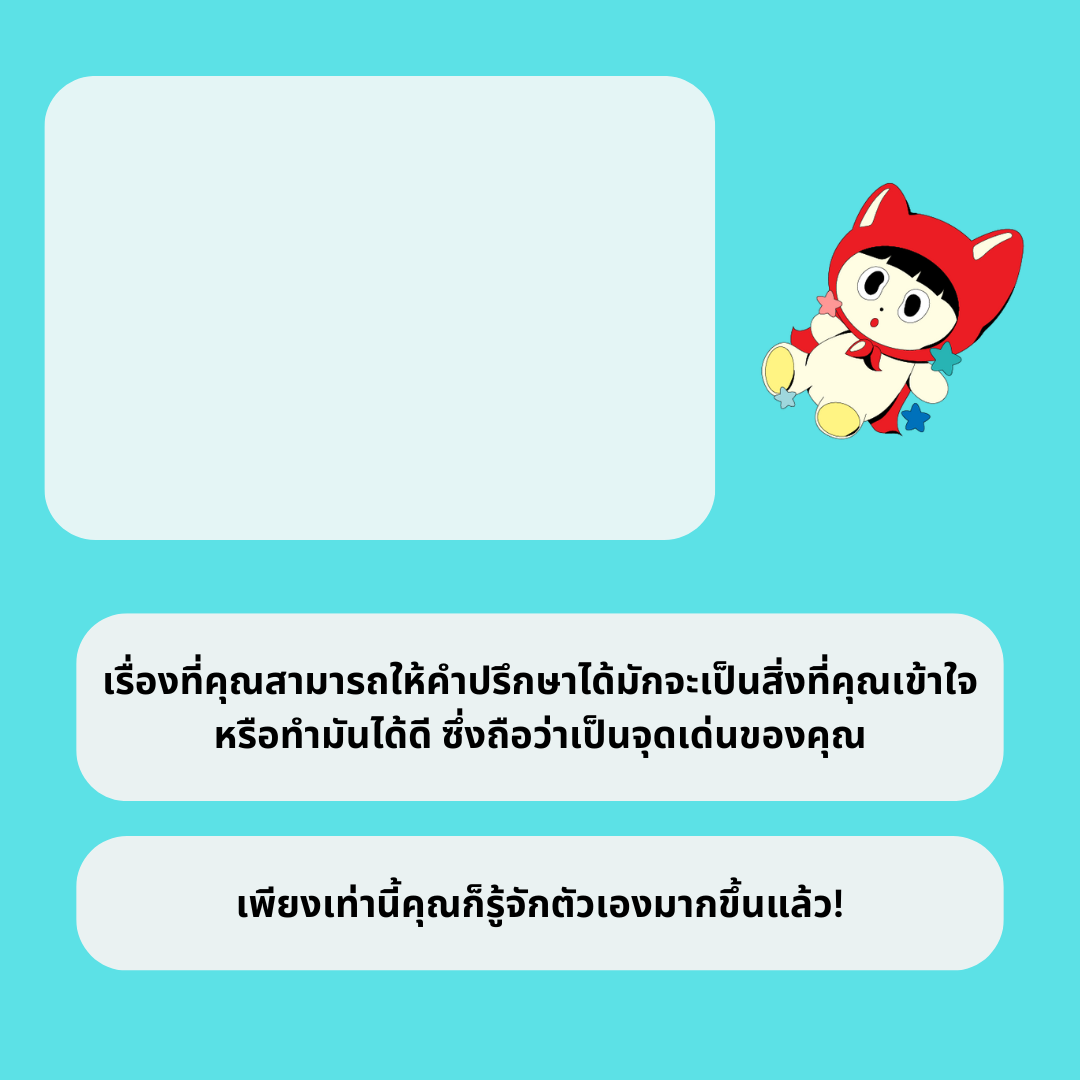 เรื่องที่คุณสามารถให้คำปรึกษาได้มักจะเป็นสิ่งที่คุณเข้าใจ
หรือทำมันได้ดี ซึ่งถือว่าเป็นจุดเด่นของคุณ
เพียงเท่านี้คุณก็รู้จักตัวเองมากขึ้นแล้ว!